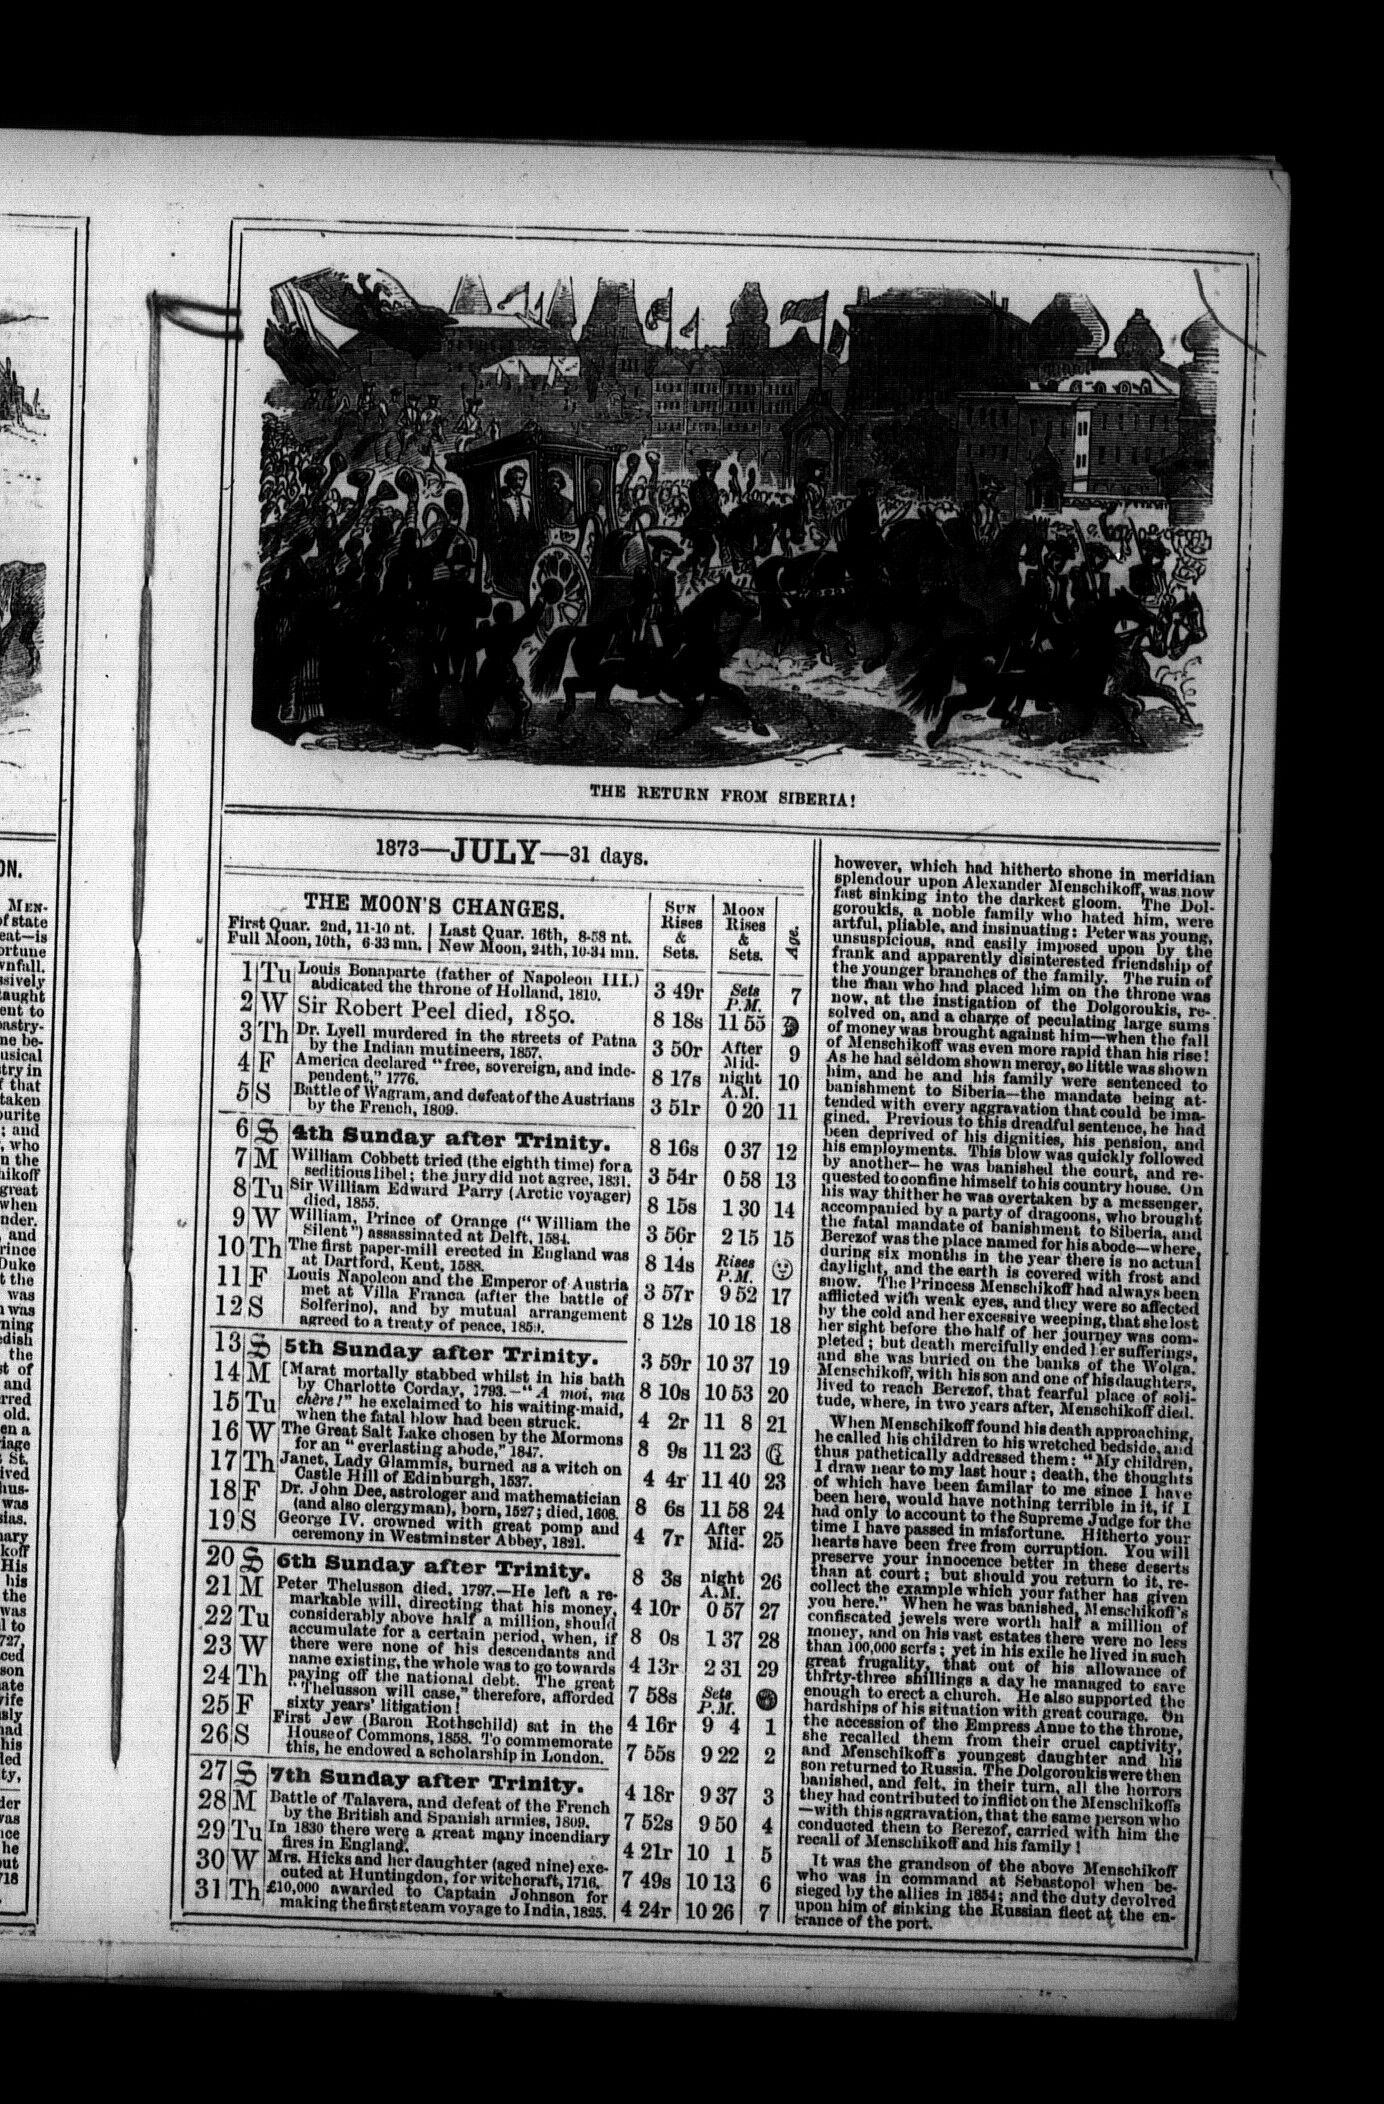 THE RETURN FROM SIBERIA!
1873—JULY—31 days.
THE MOON'S CHANGES.
First Quar. 2nd, 11-10 nt. | Last Quar. 16th, 8-58 nt.
Full Moon, 10th, 6-33 mn. | New Moon, 24th, 10-34 mn.
SUN Rises & Sets.
MOON Rises & Sets.
Age.
1 Tu Louis Bonaparte (father of Napoleon III.) 3 49r Sets P.M. 7
abdicated the throne of Holland, 1810.
2 W Sir Robert Peel died, 1850. 8 18s 11 55
3 Th Dr. Lyell murdered in the streets of Patna 3 50r After 9
by the Indian mutineers, 1857. Mid-
4 F America declared "free, sovereign, and inde- 8 17s night 10
pendent," 1776. A.M.
5 S Battle of Wagram, and defeat of the Austrians 3 51r 0 20 11
by the French, 1809.
6 S 4th Sunday after Trinity. 8 16s 0 37 12
7 M William Cobbett tried (the eighth time) for a 3 54r 0 58 13
seditious libel; the jury did not agree, 1831.
8 Tu Sir William Edward Parry (Arctic voyager) 8 15s 1 30 14
died, 1855.
9 W William, Prince of Orange ("William the 3 56r 2 15 15
Silent") assassinated at Delft, 1584.
10 Th The first paper-mill erected in England was 8 14s Rises P.M.
at Dartford, Kent, 1588.
11 F Louis Napoleon and the Emperor of Austria 3 57r 9 52 17
met at Villa Franca (after the battle of
12 S Solferino), and by mutual arrangement 8 12s 10 18 18
agreed to a treaty of peace, 1859.
13 S 5th Sunday after Trinity. 3 59r 10 37 19
14 M [Marat mortally stabbed whilst in his bath 8 10s 10 53 20
by Charlotte Corday, 1793.—"A moi, ma
15 Tu chère!" he exclaimed to his waiting-maid, 4 2r 11 8 21
when the fatal blow had been struck.
16 W The Great Salt Lake chosen by the Mormons 8 9s 11 23
for an "everlasting abode," 1847.
17 Th Janet, Lady Glammis, burned as a witch on 4 4r 11 40 23
Castle Hill of Edinburgh, 1537.
18 F Dr. John Dee, astrologer and mathematician 8 6s 11 58 24
(and also clergyman), born, 1527; died, 1608.
19 S George IV. crowned with great pomp and 4 7r After Mid- 25
ceremony in Westminster Abbey, 1821.
20 S 6th Sunday after Trinity. 8 3s night A.M. 26
21 M Peter Thelusson died, 1797.—He left a re- 4 10r 0 57 27
markable will, directing that his money,
22 Tu considerably above half a million, should 8 0s 1 37 28
accumulate for a certain period, when, if
23 W there were none of his descendants and 4 13r 2 31 29
name existing, the whole was to go towards
24 Th paying off the national debt. The great 7 58s Sets P.M.
"Thelusson will case," therefore, afforded
25 F sixty years' litigation! 4 16r 9 4 1
First Jew (Baron Rothschild) sat in the
26 S House of Commons, 1858. To commemorate 7 55s 9 22 2
this, he endowed a scholarship in London.
27 S 7th Sunday after Trinity. 4 18r 9 37 3
28 M Battle of Talavera, and defeat of the French 7 52s 9 50 4
by the British and Spanish armies, 1809.
29 Tu In 1830 there were a great many incendiary 4 21r 10 1 5
fires in England.
30 W Mrs. Hicks and her daughter (aged nine) exe- 7 49s 10 13 6
cuted at Huntingdon, for witchcraft, 1716.
31 Th £10,000 awarded to Captain Johnson for 4 24r 10 26 7
making the first steam voyage to India, 1825.
however, which had hitherto shone in meridian
splendour upon Alexander Menschikoff, was now
fast sinking into the darkest gloom. The Dol-
goroukis, a noble family who hated him, were
artful, pliable, and insinuating: Peter was young,
unsuspicious, and easily imposed upon by the
frank and apparently disinterested friendship of
the younger branches of the family. The ruin of
the man who had placed him on the throne was
now, at the instigation of the Dolgoroukis, re-
solved on, and a charge of peculating large sums
of money was brought against him—when the fall
of Menschikoff was even more rapid than his rise!
As he had seldom shown mercy, so little was shown
him, and he and his family were sentenced to
banishment to Siberia—the mandate being at-
tended with every aggravation that could be ima-
gined. Previous to this dreadful sentence, he had
been deprived of his dignities, his pension, and
his employments. This blow was quickly followed
by another—he was banished the court, and re-
quested to confine himself to his country house. On
his way thither he was overtaken by a messenger,
accompanied by a party of dragoons, who brought
the fatal mandate of banishment to Siberia, and
Berezof was the place named for his abode—where,
during six months in the year there is no actual
daylight, and the earth is covered with frost and
snow. The Princess Menschikoff had always been
afflicted with weak eyes, and they were so affected
by the cold and her excessive weeping, that she lost
her sight before the half of her journey was com-
pleted; but death mercifully ended her sufferings,
and she was buried on the banks of the Wolga.
Menschikoff, with his son and one of his daughters,
lived to reach Berezof, that fearful place of soli-
tude, where, in two years after, Menschikoff died.
When Menschikoff found his death approaching,
he called his children to his wretched bedside, and
thus pathetically addressed them: "My children,
I draw near to my last hour; death, the thoughts
of which have been familar to me since I have
been here, would have nothing terrible in it, if I
had only to account to the Supreme Judge for the
time I have passed in misfortune. Hitherto your
hearts have been free from corruption. You will
preserve your innocence better in these deserts
than at court; but should you return to it, re-
collect the example which your father has given
you here." When he was banished, Menschikoff's
confiscated jewels were worth half a million of
money, and on his vast estates there were no less
than 100,000 serfs; yet in his exile he lived in such
great frugality, that out of his allowance of
thirty-three shillings a day he managed to save
enough to erect a church. He also supported the
hardships of his situation with great courage. On
the accession of the Empress Anne to the throne,
she recalled them from their cruel captivity,
and Menschikoff's youngest daughter and his
son returned to Russia. The Dolgoroukis were then
banished, and felt, in their turn, all the horrors
they had contributed to inflict on the Menschikoffs
—with this aggravation, that the same person who
conducted them to Berezof, carried with him the
recall of Menschikoff and his family!
It was the grandson of the above Menschikoff
who was in command at Sebastopol when be-
sieged by the allies in 1854; and the duty devolved
upon him of sinking the Russian fleet at the en-
trance of the port.